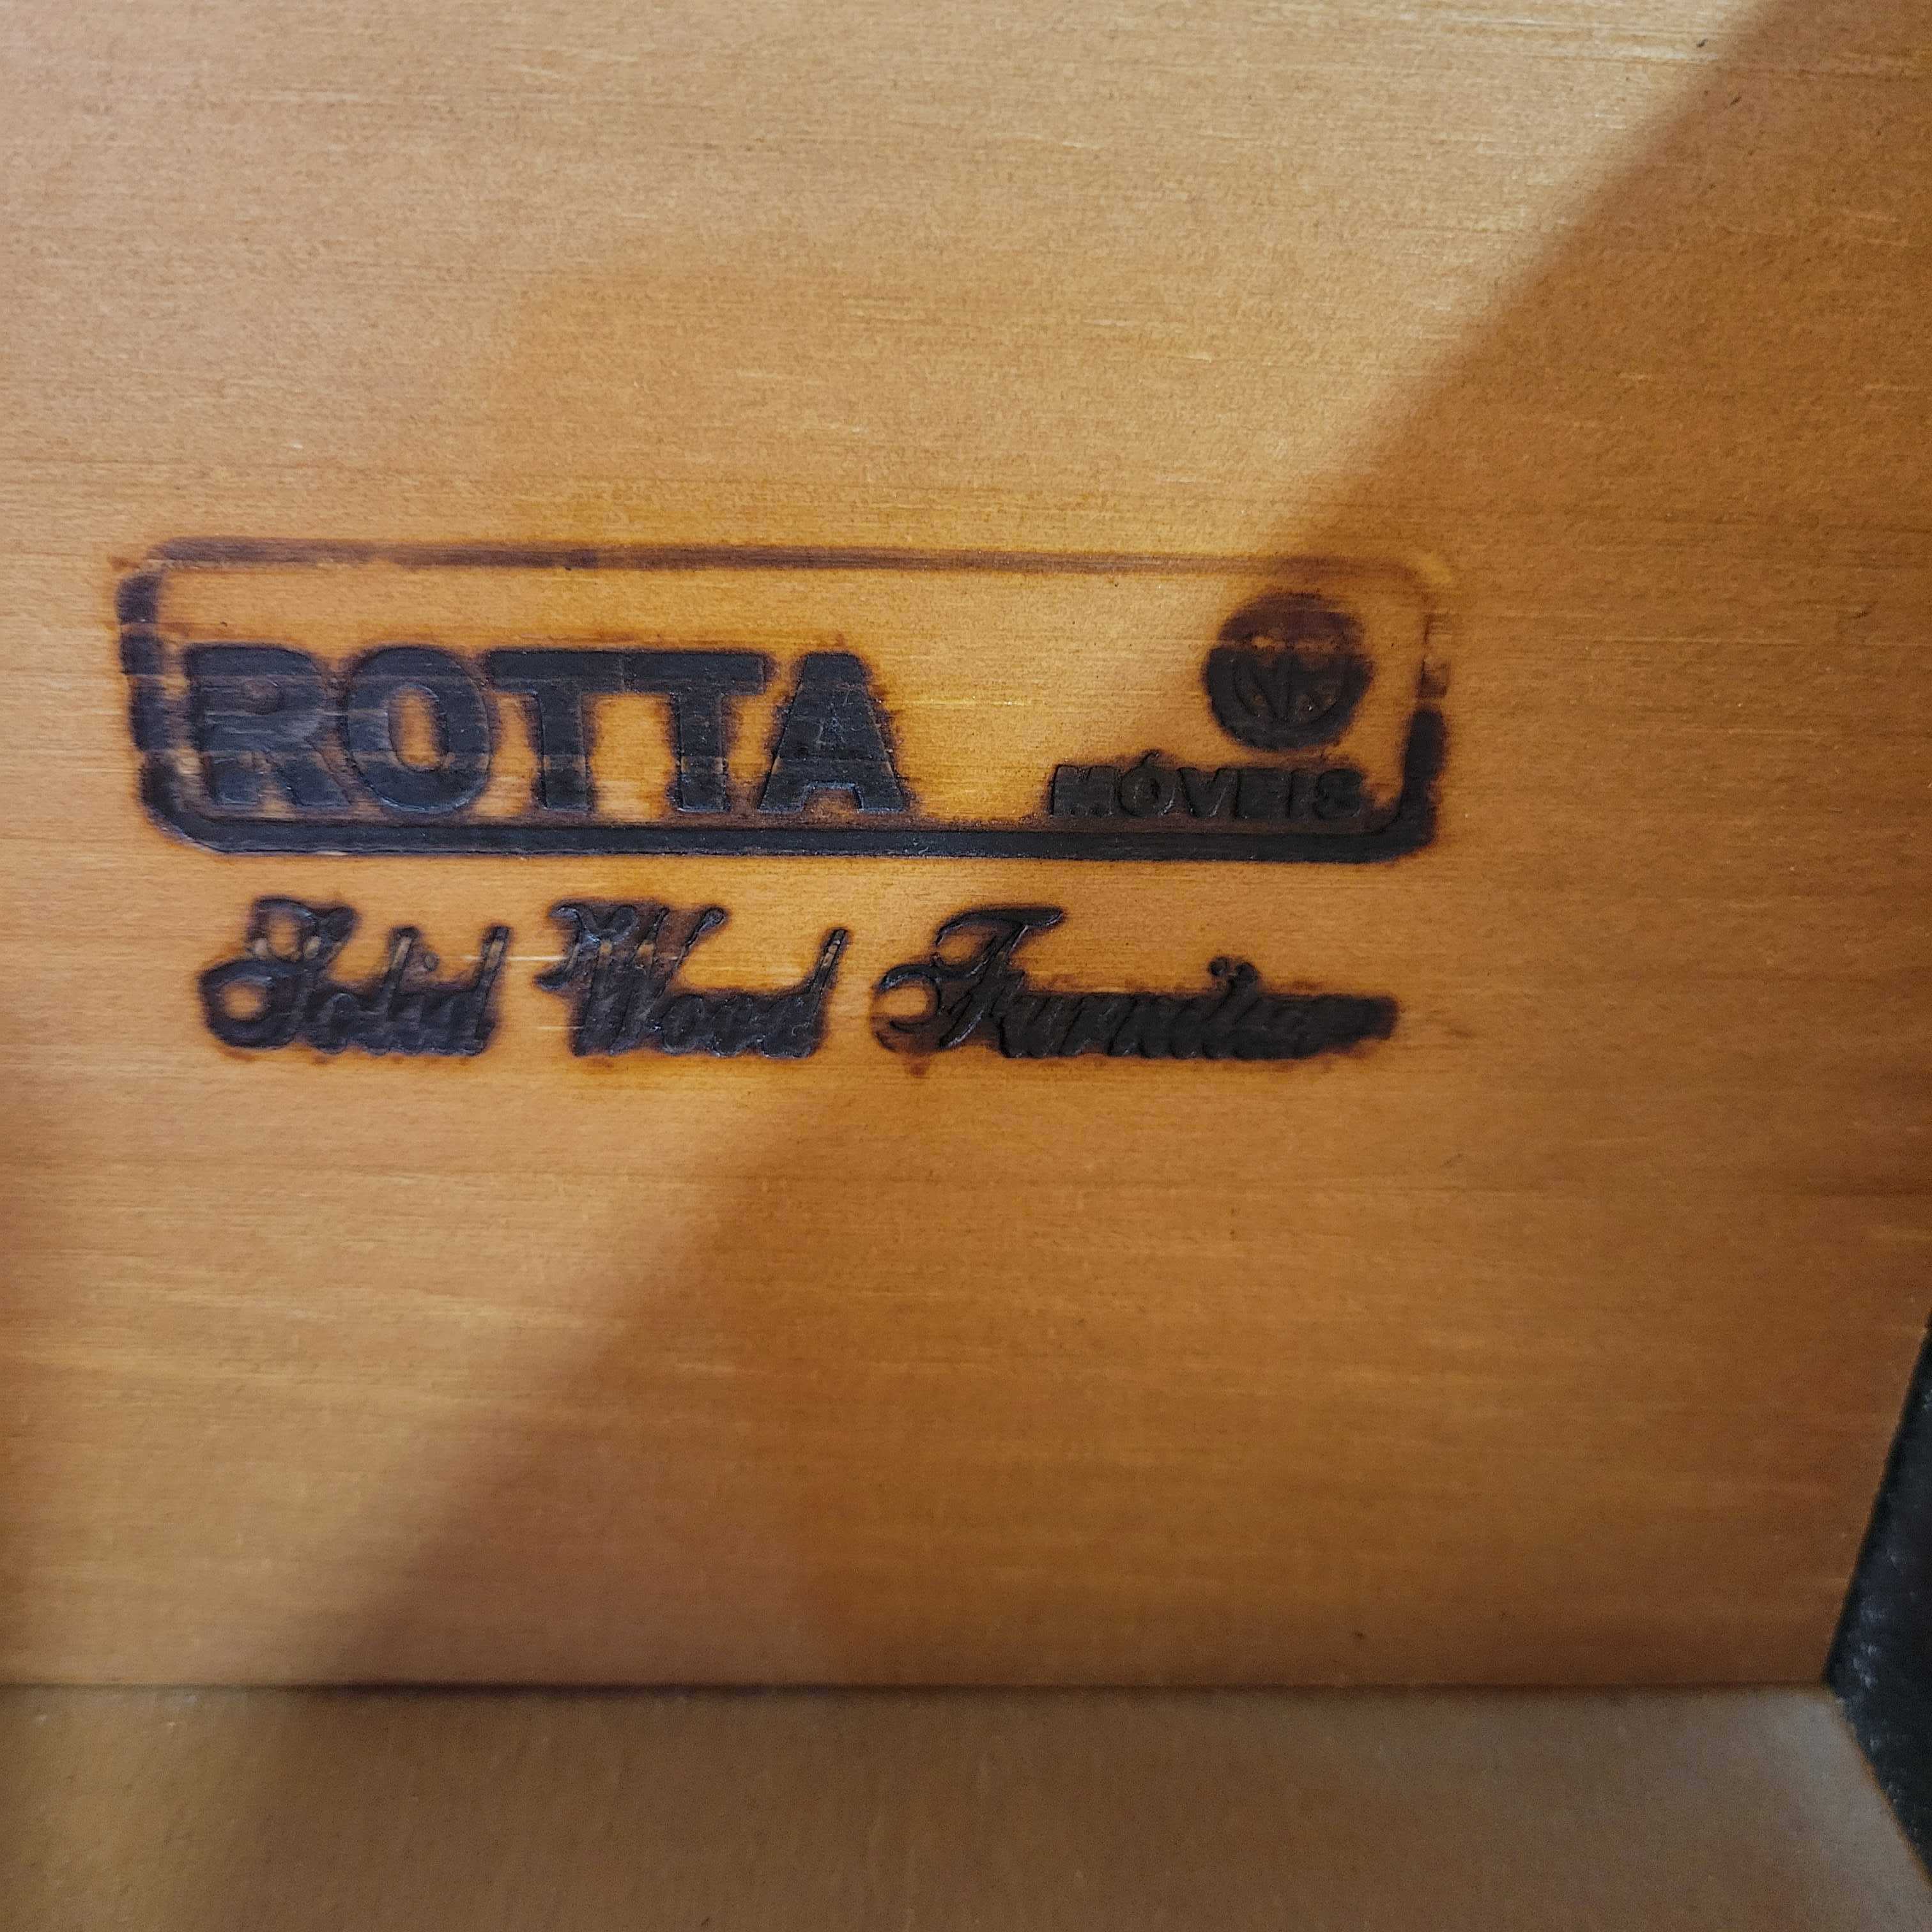 ROTTA
MÓVEIS
Solid Wood Furniture